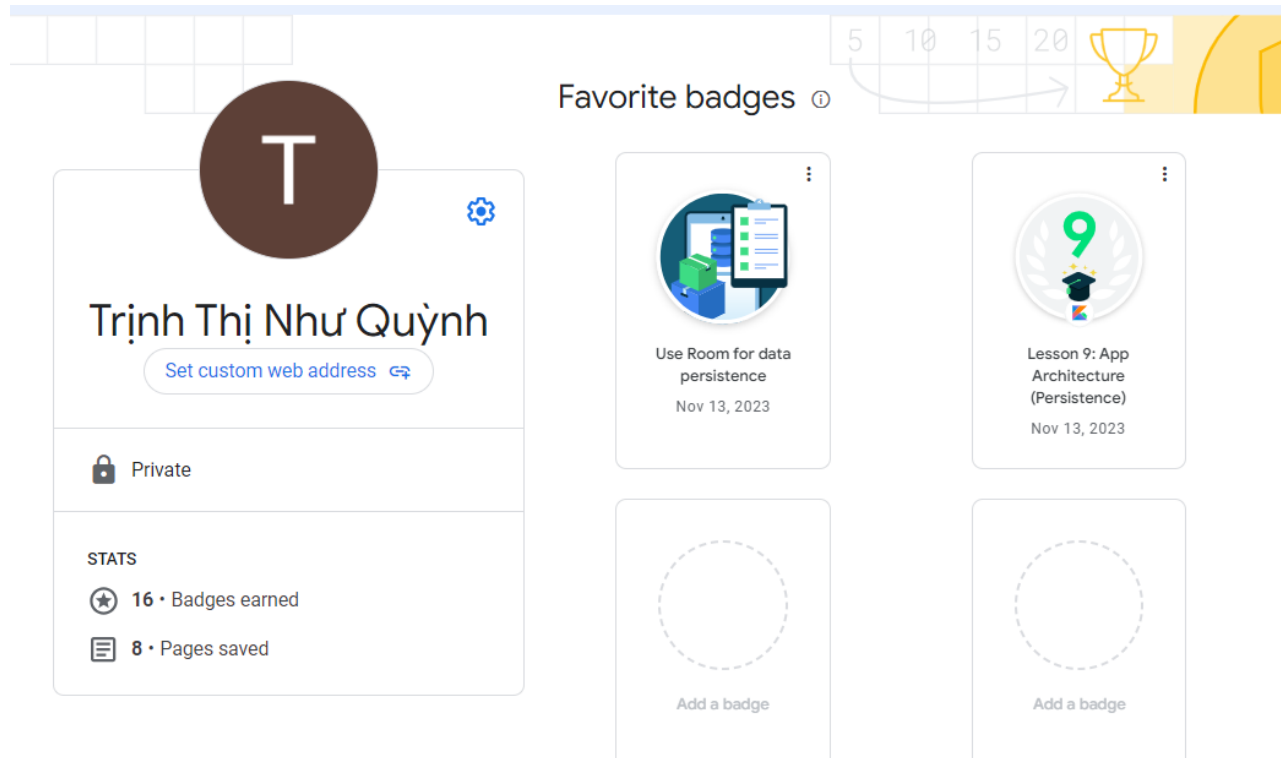 5 10 15 20
Favorite badges
T
Trịnh Thị Như Quỳnh
Set custom web address
Private
STATS
16 • Badges earned
8 • Pages saved
Use Room for data
persistence
Nov 13, 2023
9
Lesson 9: App
Architecture
(Persistence)
Nov 13, 2023
Add a badge
Add a badge